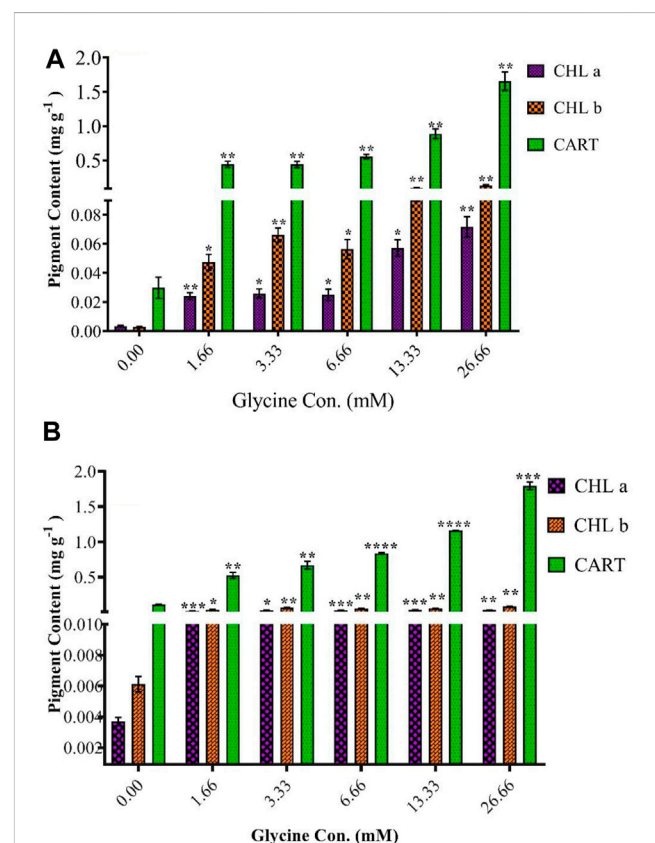 A
2.0
1.5
1.0
0.5
0.08
0.06
0.04
0.02
0.00
Pigment Content (mg g⁻¹)
** * ** * ** ** ** * ** * ** ** ** ** **
CHL a
CHL b
CART
0.00 1.66 3.33 6.66 13.33 26.66
Glycine Con. (mM)
B
2.0
1.5
1.0
0.5
0.010
0.008
0.006
0.004
0.002
Pigment Content (mg g⁻¹)
*** * ** * ** ** *** ** **** *** ** **** ** ** ***
CHL a
CHL b
CART
0.00 1.66 3.33 6.66 13.33 26.66
Glycine Con. (mM)